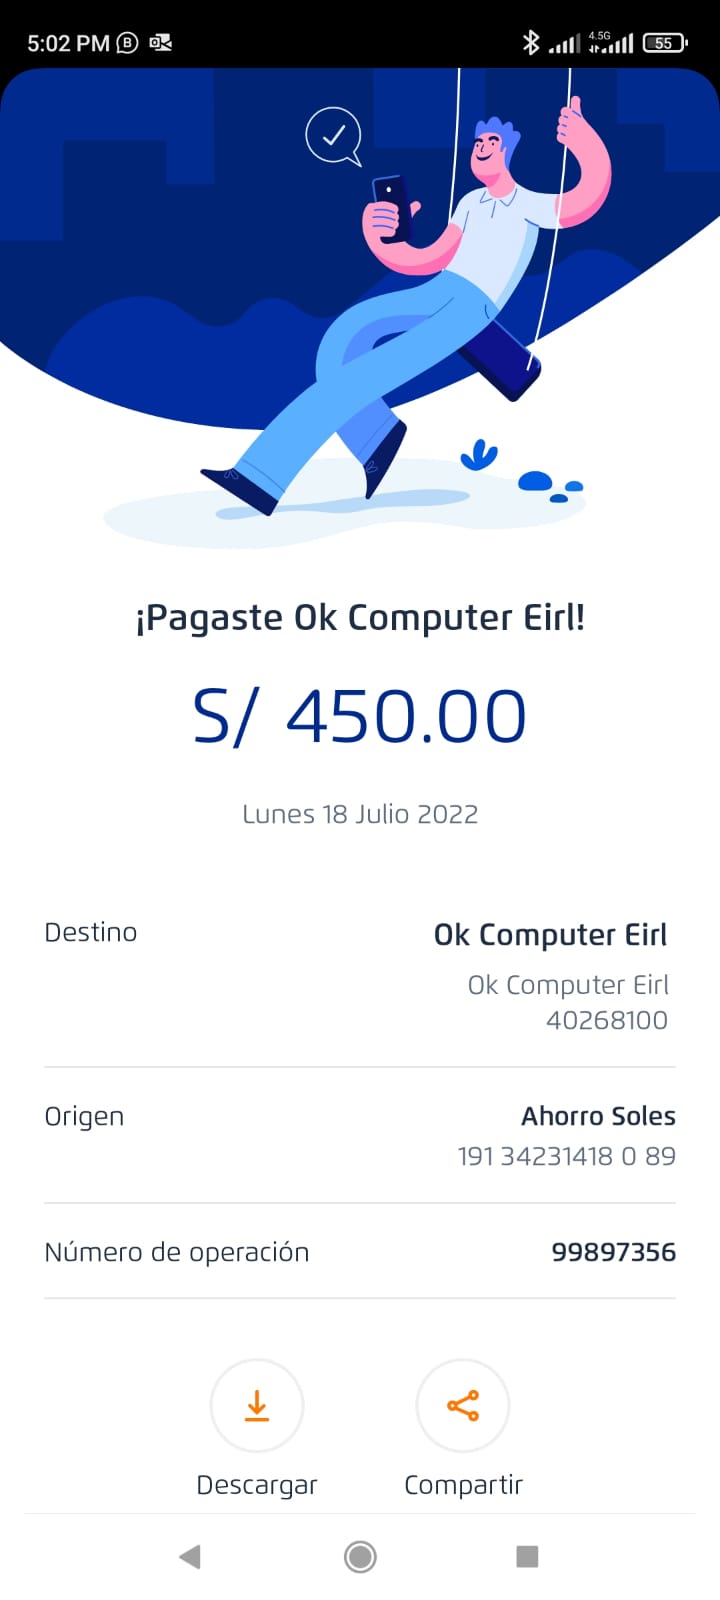 5:02 PM
4.5G
55
¡Pagaste Ok Computer Eirl!
S/ 450.00
Lunes 18 Julio 2022
Destino
Ok Computer Eirl
Ok Computer Eirl
40268100
Origen
Ahorro Soles
191 34231418 0 89
Número de operación
99897356
Descargar
Compartir